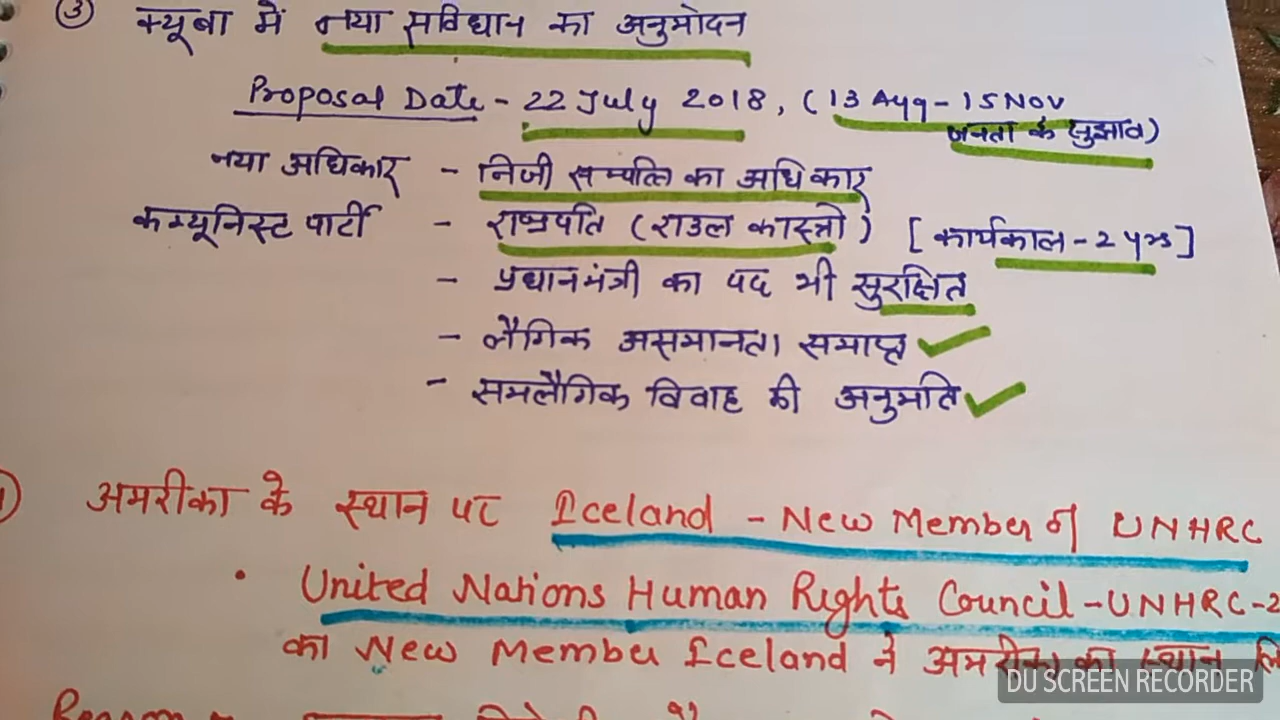 ③ क्यूबा में नया सविधान का अनुमोदन
Proposal Date - 22 July 2018, (13 Aug - 15 Nov
जनता के सुझाव)
नया अधिकार - निजी सम्पत्ति का अधिकार
कम्यूनिस्ट पार्टी - राष्ट्रपति (राउल कास्त्रो) [कार्यकाल - 2 yrs]
- प्रधानमंत्री का पद भी सुरक्षित
- लैगिक असमानता समाप्त ✓
- समलैगिक विवाह की अनुमति ✓
अमरीका के स्थान पर Iceland - New Member of UNHRC
• United Nations Human Rights Council - UNHRC - 2
का New Member Iceland ने अमरीका का स्थान
DU SCREEN RECORDER